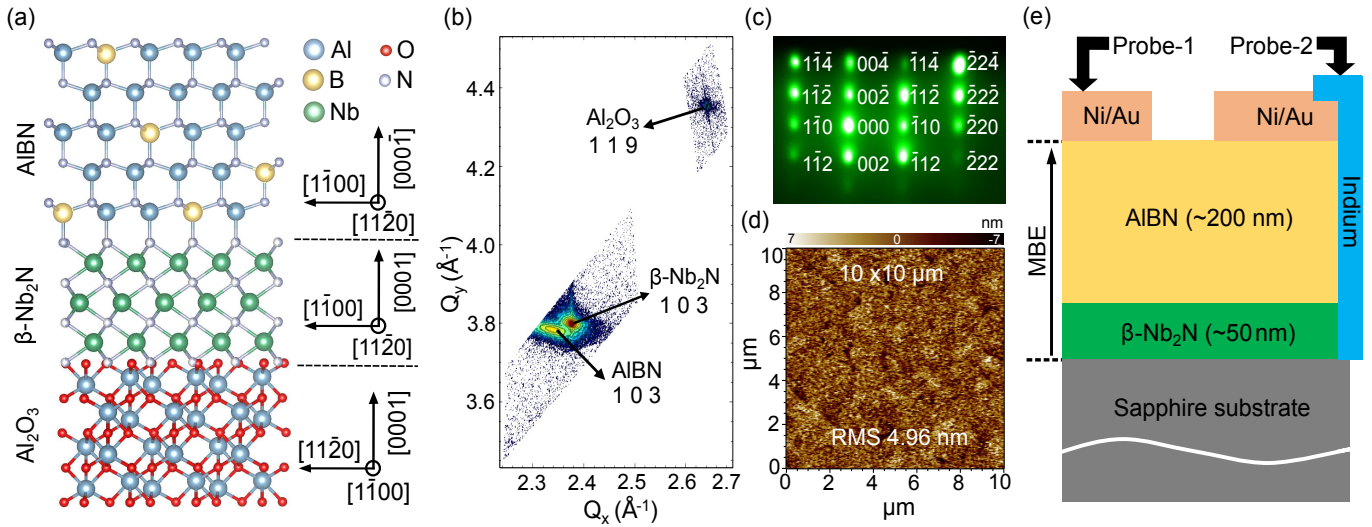 (a)
Al
B
Nb
O
N
AlBN
[0001̄]
[11̄00]
[112̄0]
β-Nb₂N
[0001]
[11̄00]
[112̄0]
Al₂O₃
[0001]
[112̄0]
[11̄00]
(b)
Q_y (Å⁻¹)
4.4
4.2
4.0
3.8
3.6
Al₂O₃
1 1 9
β-Nb₂N
1 0 3
AlBN
1 0 3
2.3 2.4 2.5 2.6 2.7
Q_x (Å⁻¹)
(c)
11̄4̄ 004̄ 1̄14̄ 2̄24̄
11̄2̄ 002̄ 1̄12̄ 2̄22̄
11̄0 000 1̄10 2̄20
11̄2 002 1̄12 2̄22
(d)
nm
7 0 -7
10 x10 μm
RMS 4.96 nm
10
8
6
4
2
0
μm
0 2 4 6 8 10
μm
(e)
Probe-1
Probe-2
Ni/Au
Ni/Au
AlBN (~200 nm)
β-Nb₂N (~50 nm)
Sapphire substrate
Indium
MBE